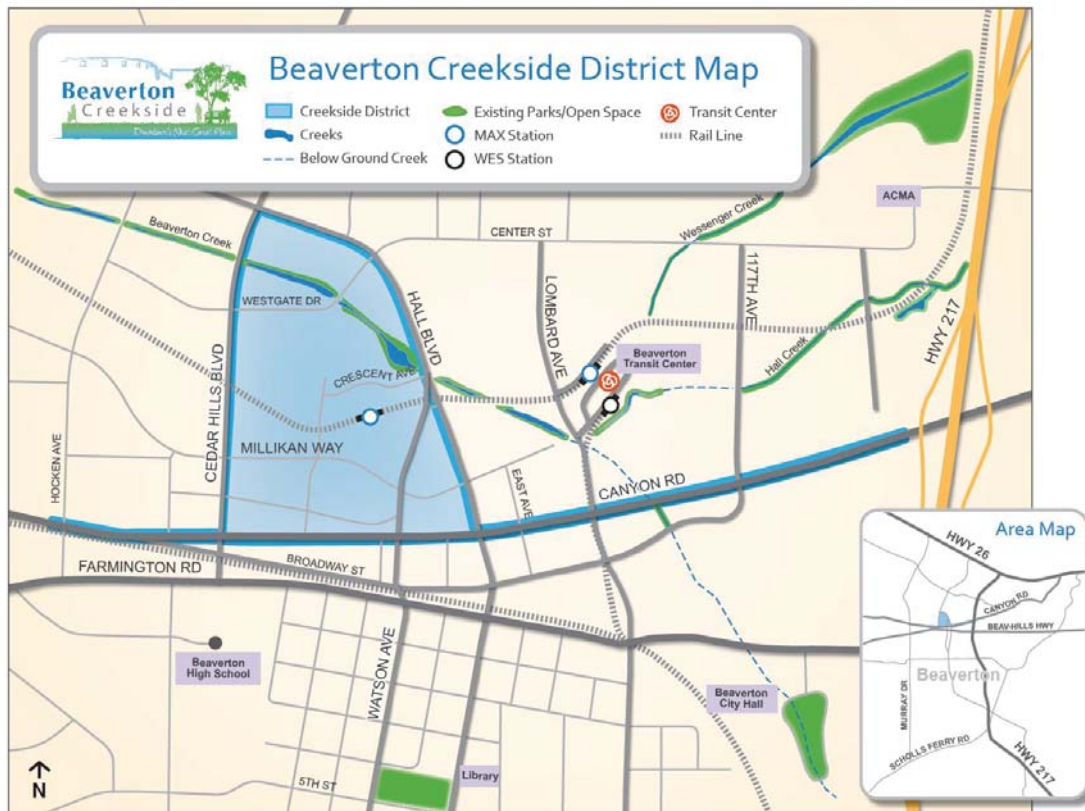 Beaverton
Creekside
Beaverton Creekside District Map
Creekside District
Creeks
Below Ground Creek
Existing Parks/Open Space
MAX Station
WES Station
Transit Center
Rail Line
ACMA
Wessenger Creek
CENTER ST
Beaverton Creek
HALL BLVD
LOMBARD AVE
117TH AVE
WESTGATE DR
HWY 217
Beaverton
Transit Center
Hall Creek
CRESCENT AVE
CEDAR HILLS BLVD
MILLIKAN WAY
HOCKEN AVE
EAST AVE
CANYON RD
BROADWAY ST
FARMINGTON RD
Beaverton
High School
WATSON AVE
Beaverton
City Hall
Library
5TH ST
N
Area Map
HWY 26
CANYON RD
BEAV-HILLS HWY
Beaverton
MURRAY DR
SCHOLLS FERRY RD
HWY 217